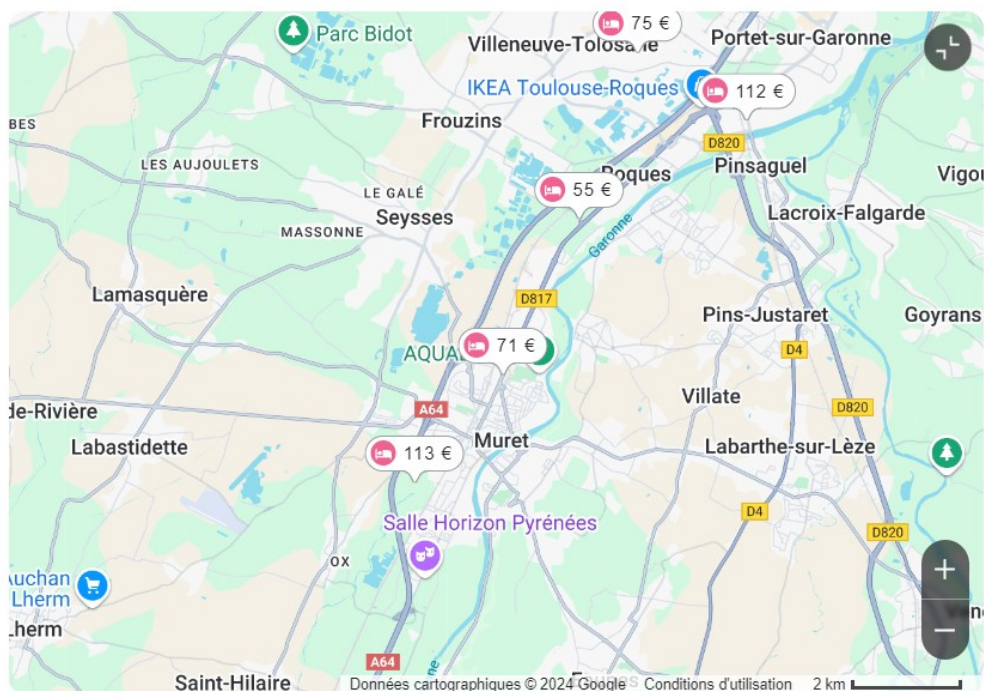 75 €
Parc Bidot
Villeneuve-Tolosane
Portet-sur-Garonne
IKEA Toulouse-Roques
112 €
Frouzins
BES
D820
LES AUJOULETS
Pinsaguel
Roques
Vigou
55 €
LE GALÉ
Seysses
Lacroix-Falgarde
MASSONNE
Garonne
Lamasquère
D817
Pins-Justaret
Goyrans
AQUA
71 €
D4
Villate
de-Rivière
A64
D820
Labastidette
Muret
Labarthe-sur-Lèze
113 €
D4
Salle Horizon Pyrénées
D820
OX
Auchan
Lherm
+
Lherm
Ven
−
A64
ne
Saint-Hilaire
Données cartographiques © 2024 Google
Conditions d'utilisation
2 km